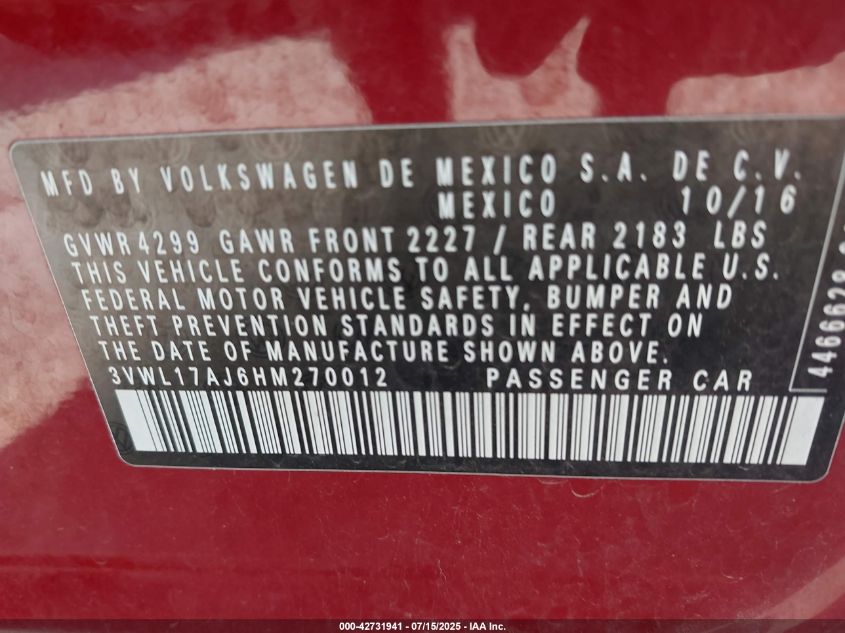 MFD BY VOLKSWAGEN DE MEXICO S.A. DE C.V.
MEXICO 10/16
GVWR 4299 GAWR FRONT 2227 / REAR 2183 LBS
THIS VEHICLE CONFORMS TO ALL APPLICABLE U.S.
FEDERAL MOTOR VEHICLE SAFETY, BUMPER AND
THEFT PREVENTION STANDARDS IN EFFECT ON
THE DATE OF MANUFACTURE SHOWN ABOVE.
3VWL17AJ6HM270012 PASSENGER CAR
000-42731941 - 07/15/2025 - IAA Inc.